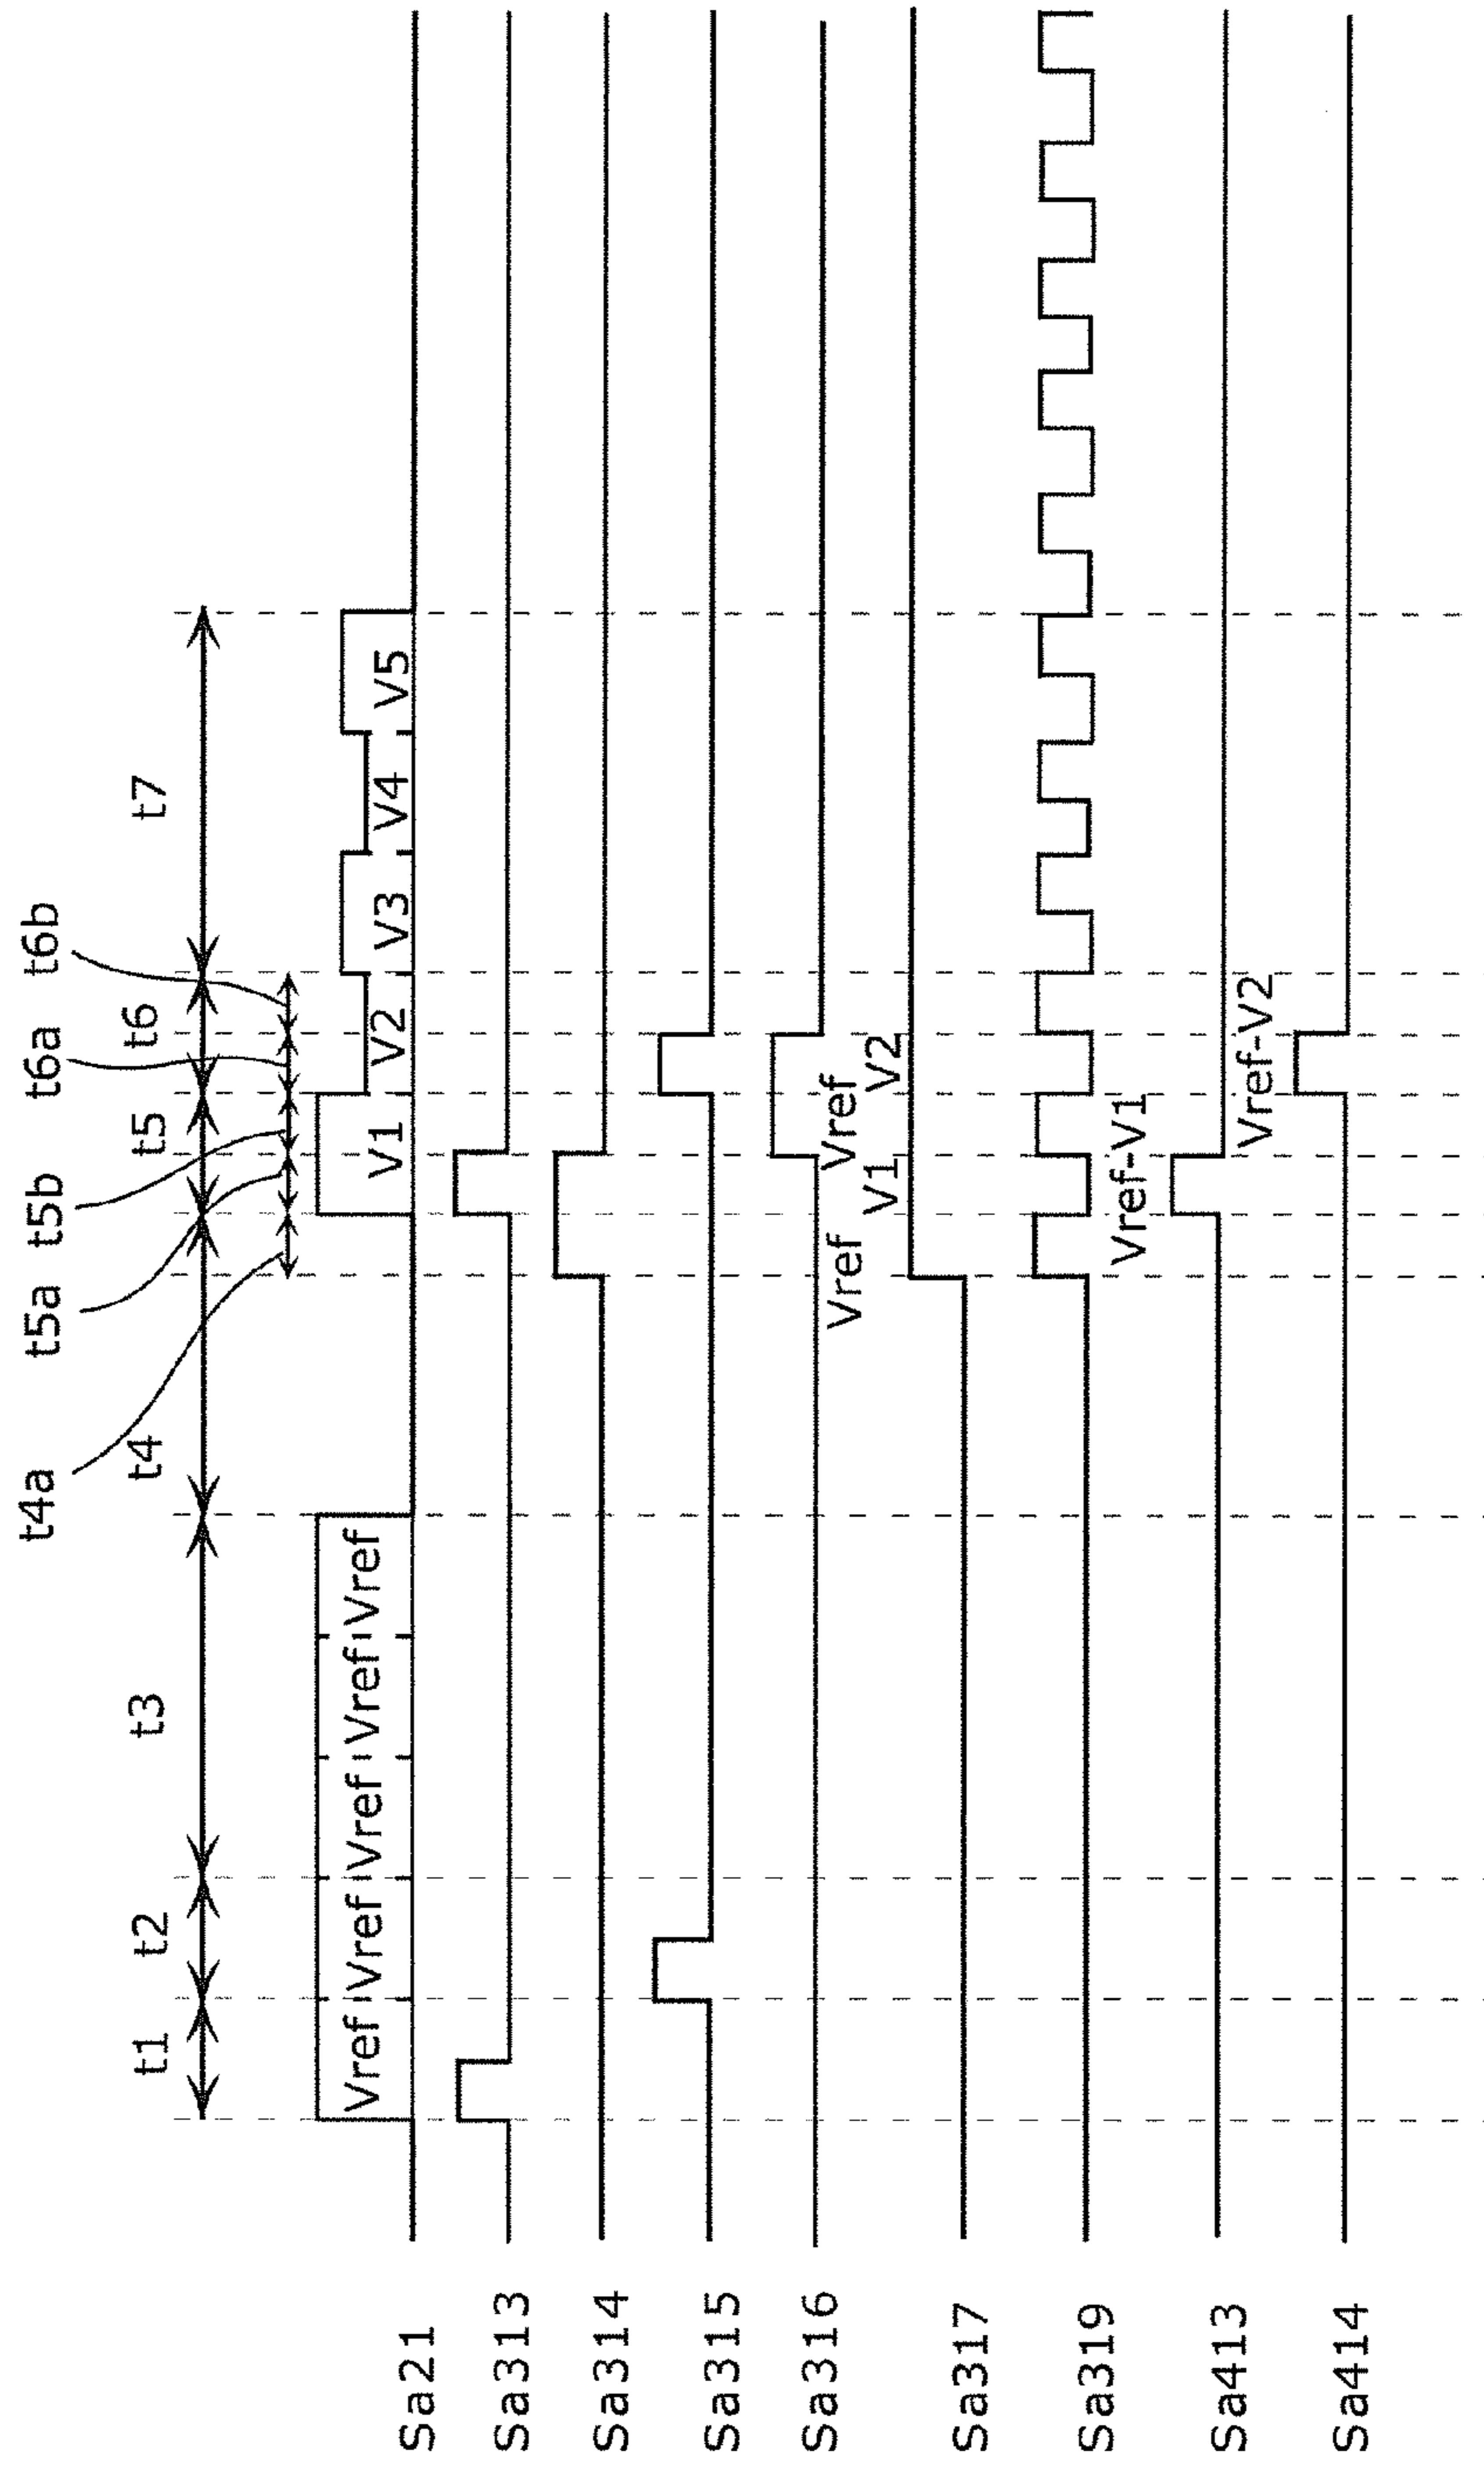 t4a t5a t5b t6a t6b
t1 t2 t3 t4 t5 t6 t7
Sa21 Vref Vref Vref Vref Vref V1 V2 V3 V4 V5
Sa313
Sa314
Sa315
Sa316
Vref Vref
V1 V2
Sa317
Sa319
Vref-V1
Sa413
Vref-V2
Sa414